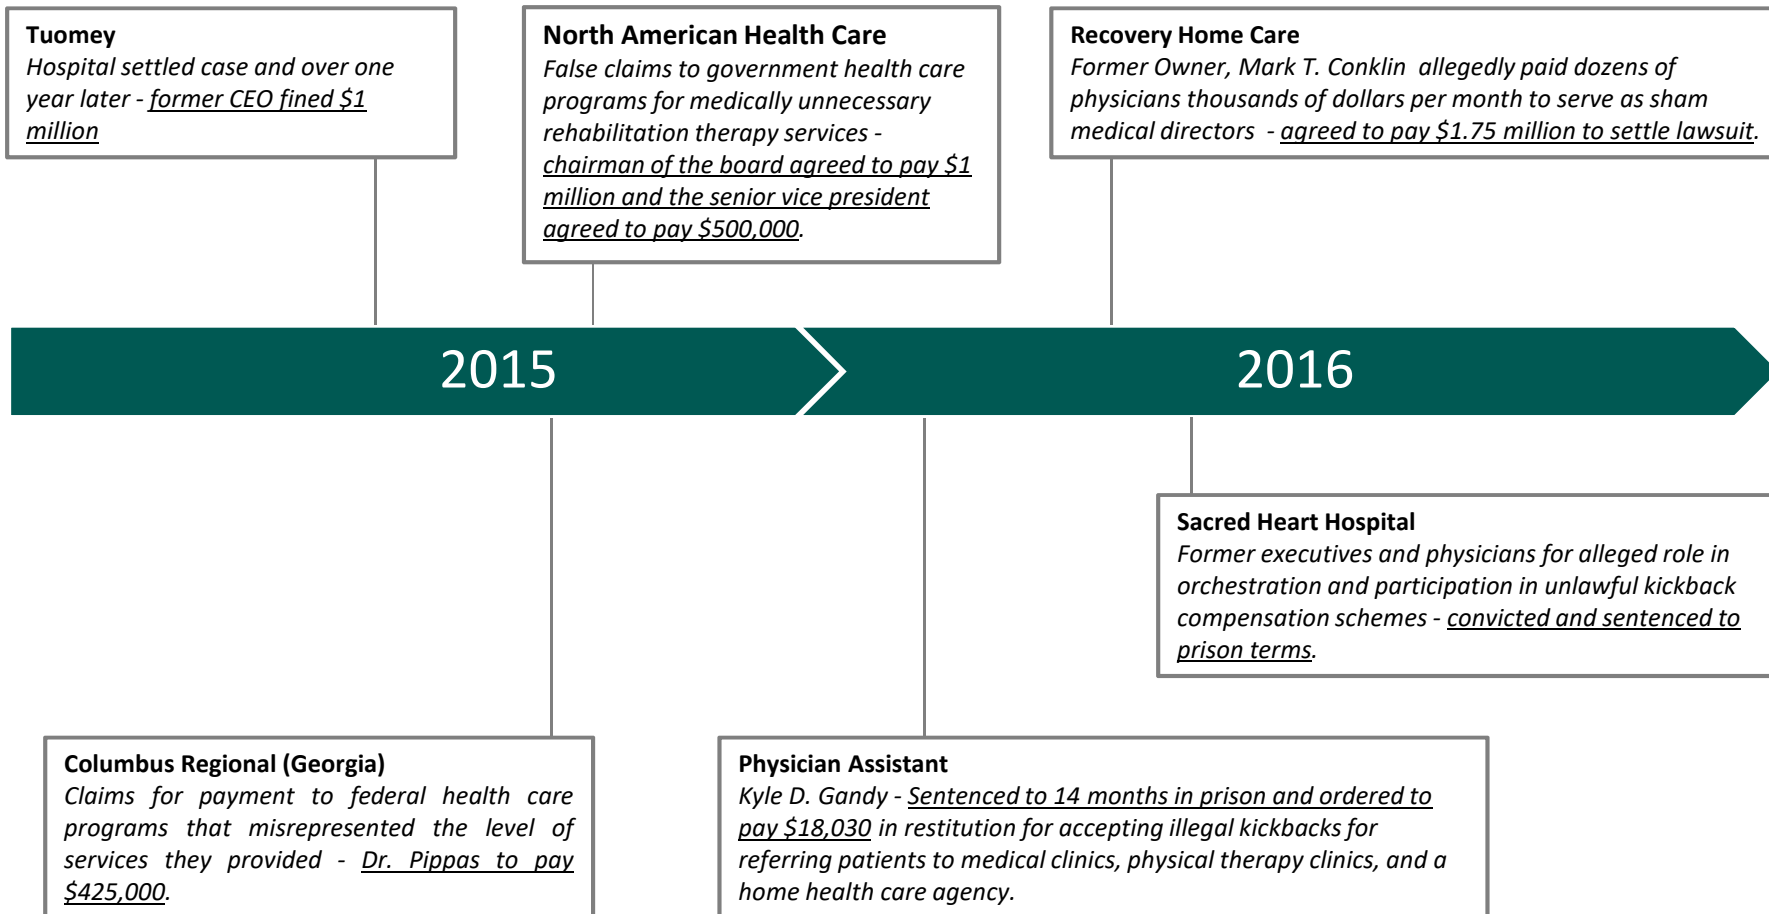 Tuomey
Hospital settled case and over one
year later - former CEO fined $1
million
North American Health Care
False claims to government health care
programs for medically unnecessary
rehabilitation therapy services -
chairman of the board agreed to pay $1
million and the senior vice president
agreed to pay $500,000.
Recovery Home Care
Former Owner, Mark T. Conklin allegedly paid dozens of
physicians thousands of dollars per month to serve as sham
medical directors - agreed to pay $1.75 million to settle lawsuit.
2015
2016
Sacred Heart Hospital
Former executives and physicians for alleged role in
orchestration and participation in unlawful kickback
compensation schemes - convicted and sentenced to
prison terms.
Columbus Regional (Georgia)
Claims for payment to federal health care
programs that misrepresented the level of
services they provided - Dr. Pippas to pay
$425,000.
Physician Assistant
Kyle D. Gandy - Sentenced to 14 months in prison and ordered to
pay $18,030 in restitution for accepting illegal kickbacks for
referring patients to medical clinics, physical therapy clinics, and a
home health care agency.